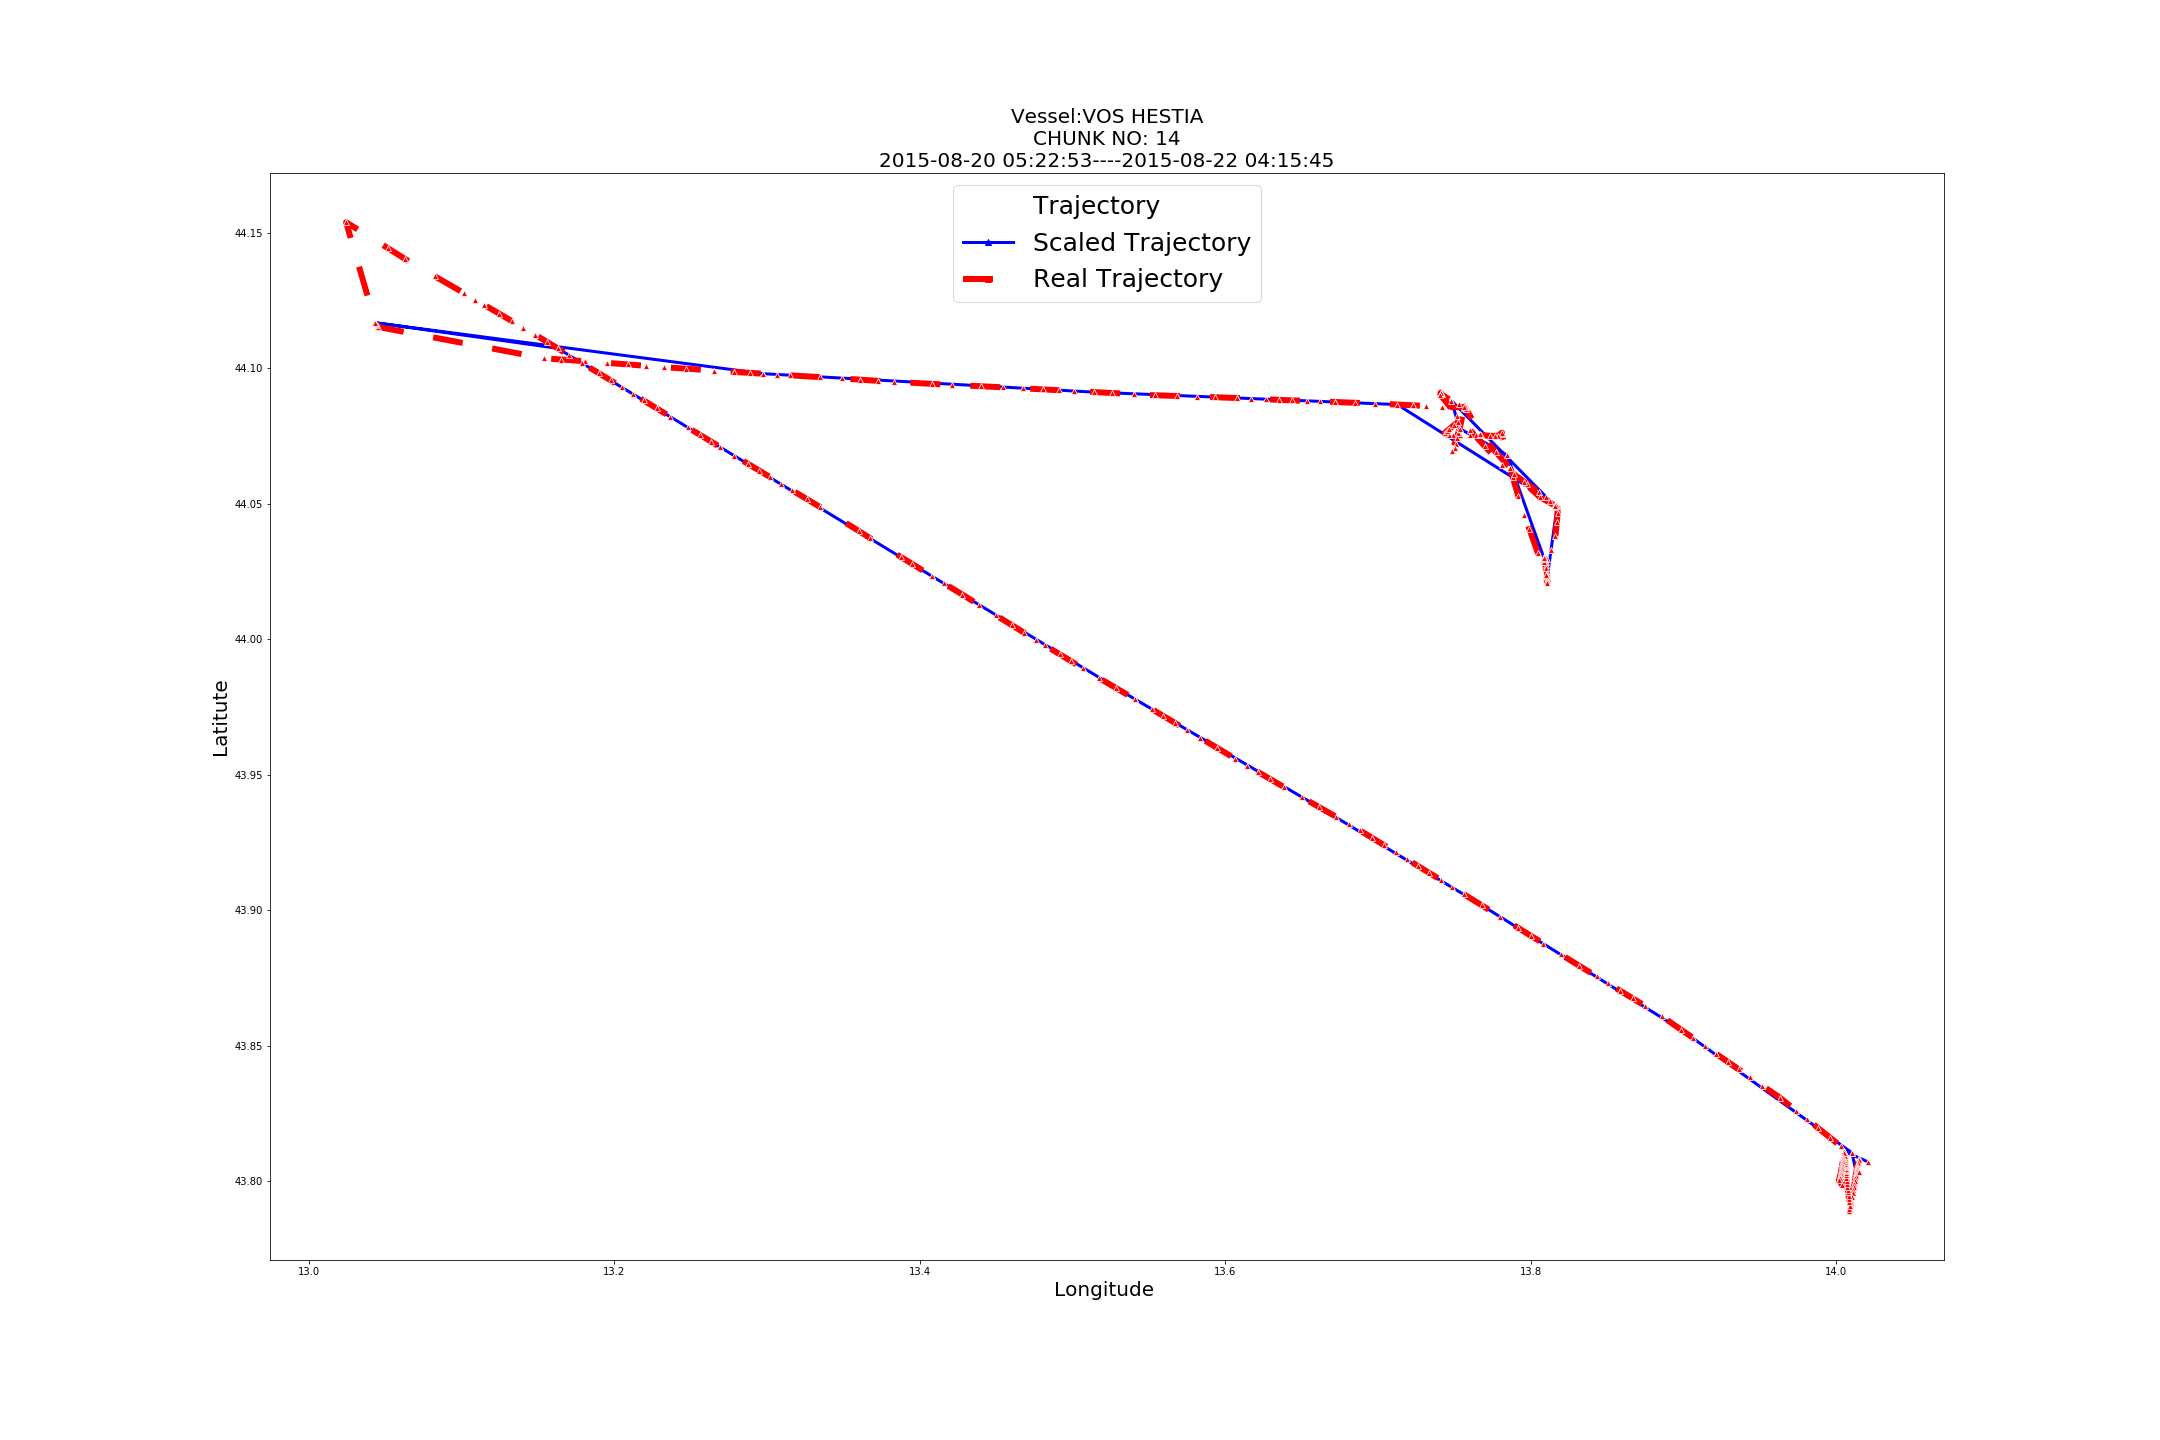 Vessel:VOS HESTIA
CHUNK NO: 14
2015-08-20 05:22:53----2015-08-22 04:15:45
Trajectory
Scaled Trajectory
Real Trajectory
44.15
44.10
44.05
44.00
43.95
43.90
43.85
43.80
Latitute
13.0 13.2 13.4 13.6 13.8 14.0
Longitude